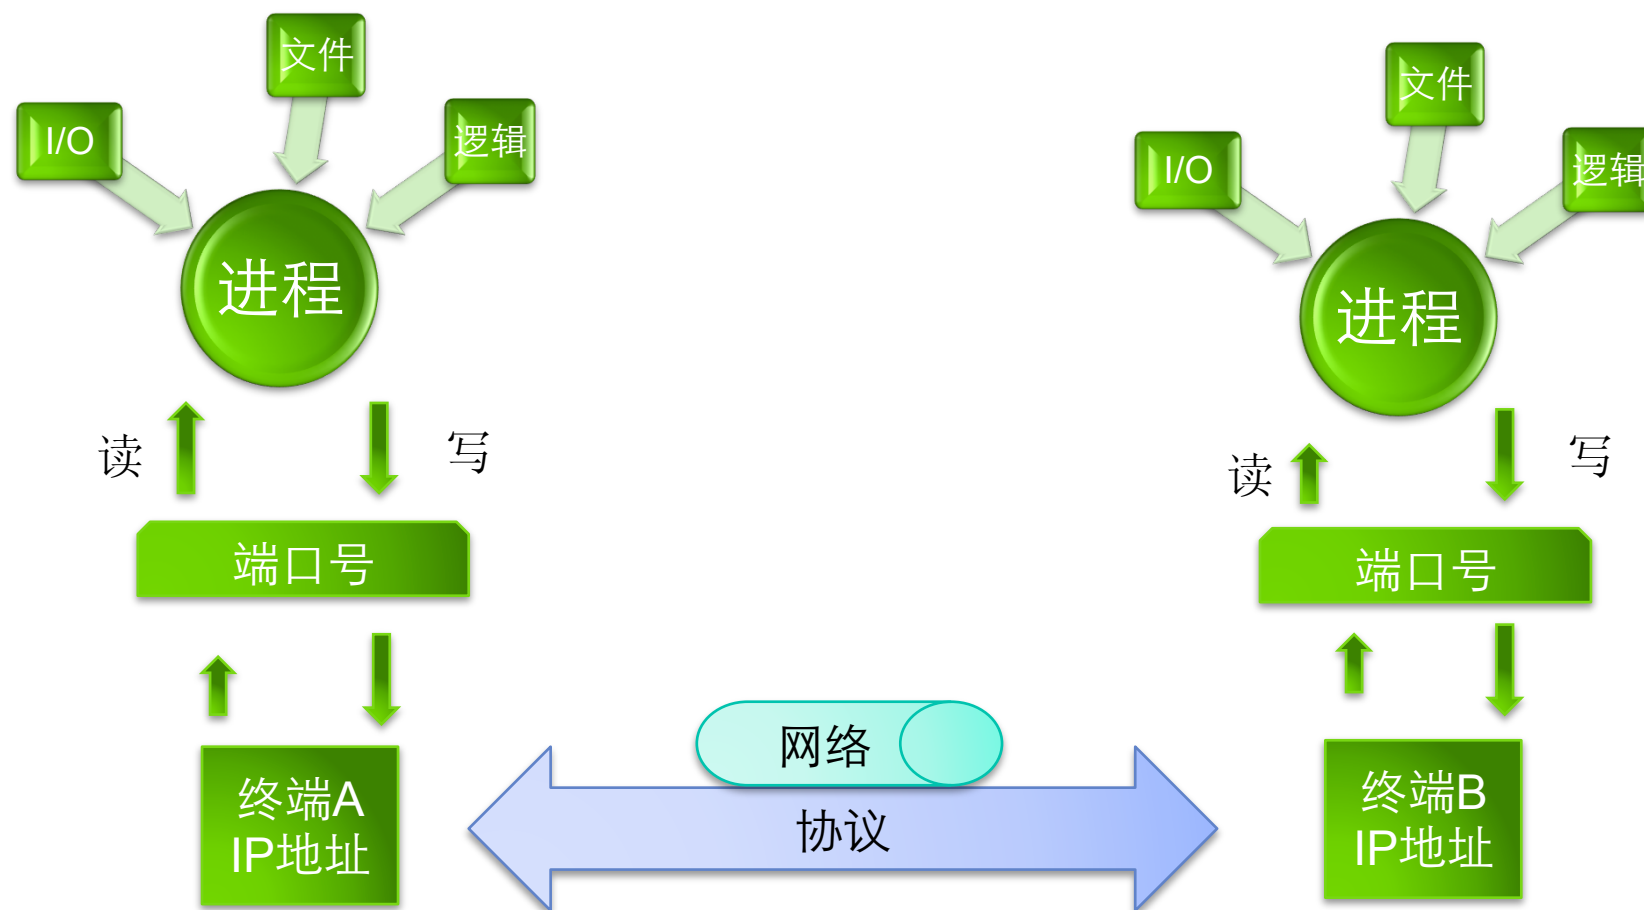 文件
I/O
逻辑
进程
读
写
端口号
终端A
IP地址
网络
协议
文件
I/O
逻辑
进程
读
写
端口号
终端B
IP地址